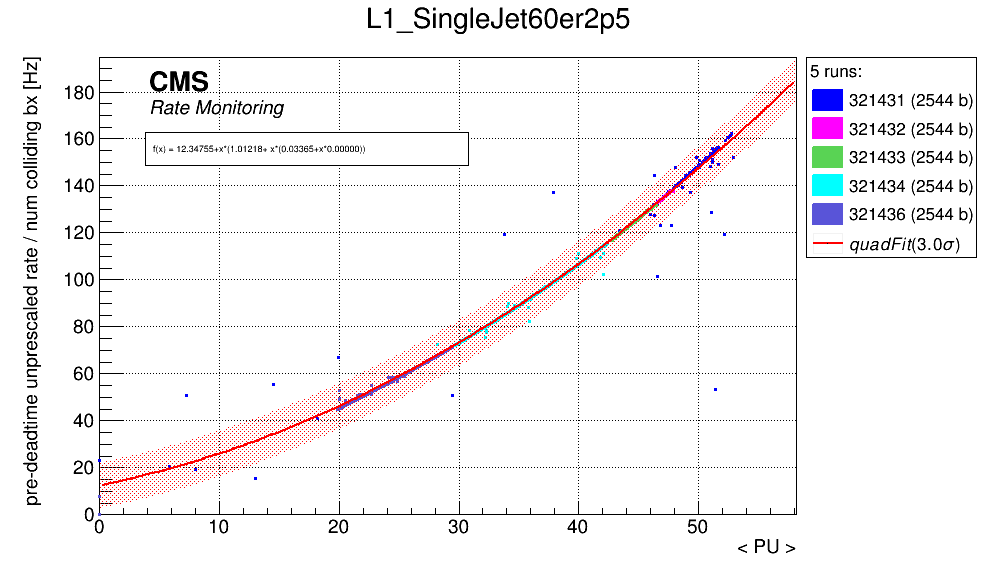 L1_SingleJet60er2p5
pre-deadtime unprescaled rate / num colliding bx [Hz]
CMS
Rate Monitoring
f(x) = 12.34755+x*(1.01218+ x*(0.03365+x*0.00000))
180
160
140
120
100
80
60
40
20
0
0 10 20 30 40 50
< PU >
5 runs:
321431 (2544 b)
321432 (2544 b)
321433 (2544 b)
321434 (2544 b)
321436 (2544 b)
quadFit(3.0σ)